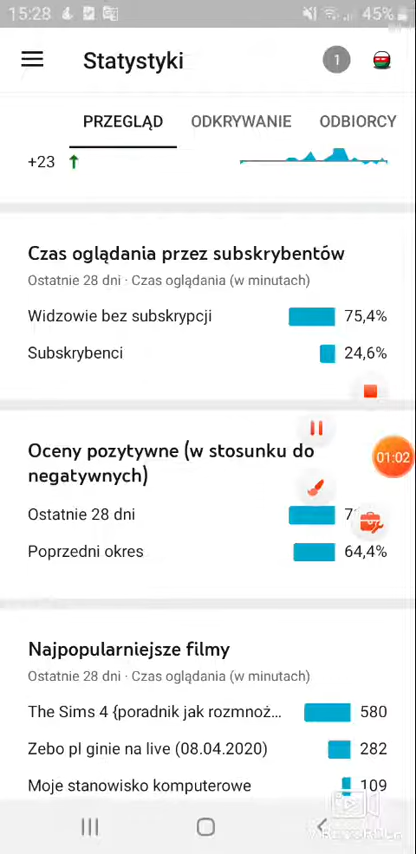 15:28 45%
Statystyki 1
PRZEGLĄD ODKRYWANIE ODBIORCY
+23
Czas oglądania przez subskrybentów
Ostatnie 28 dni · Czas oglądania (w minutach)
Widzowie bez subskrypcji 75,4%
Subskrybenci 24,6%
Oceny pozytywne (w stosunku do
negatywnych)
01:02
Ostatnie 28 dni
Poprzedni okres 64,4%
Najpopularniejsze filmy
Ostatnie 28 dni · Czas oglądania (w minutach)
The Sims 4 {poradnik jak rozmnoż... 580
Zebo pl ginie na live (08.04.2020) 282
Moje stanowisko komputerowe 109